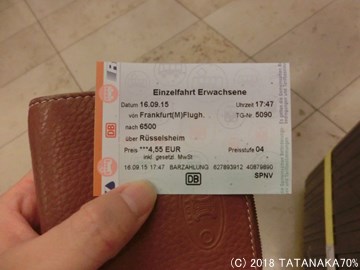 Einzelfahrt Erwachsene
Datum 16.09.15 Uhrzeit 17:47
von Frankfurt(M)Flugh. TG-Nr. 5090
nach 6500
über Rüsselsheim
Preis ***4,55 EUR Preisstufe 04
inkl. gesetzl. MwSt
16.09.15 17:47 BARZAHLUNG 627893912 40879890
DB DB SPNV
(C) 2018 TATANAKA70%